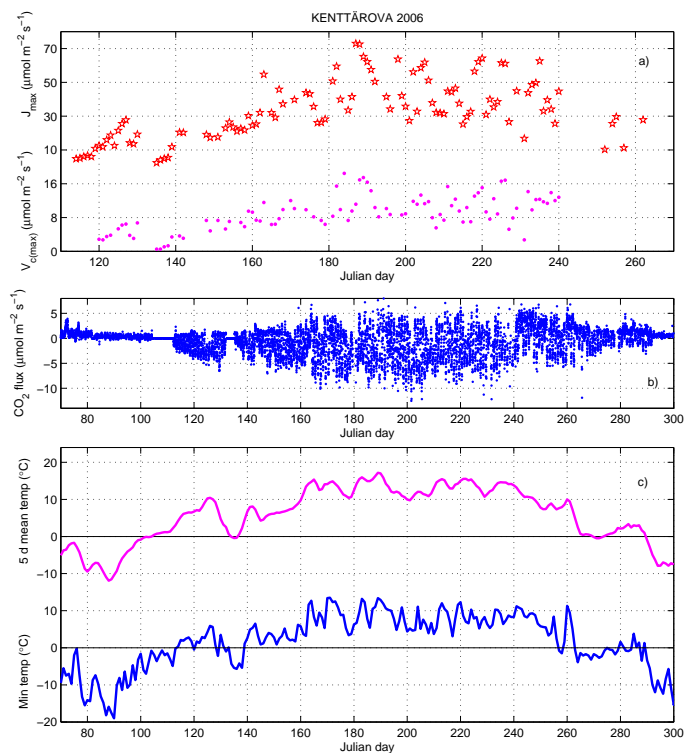 KENTTÄROVA 2006
a)
J_max (µmol m⁻² s⁻¹)
70
50
30
10
V_c(max) (µmol m⁻² s⁻¹)
16
8
0
120 140 160 180 200 220 240 260
Julian day
b)
CO₂ flux (µmol m⁻² s⁻¹)
5
0
−5
−10
80 100 120 140 160 180 200 220 240 260 280 300
Julian day
c)
5 d mean temp (°C)
20
10
0
−10
Min temp (°C)
10
0
−10
−20
80 100 120 140 160 180 200 220 240 260 280 300
Julian day